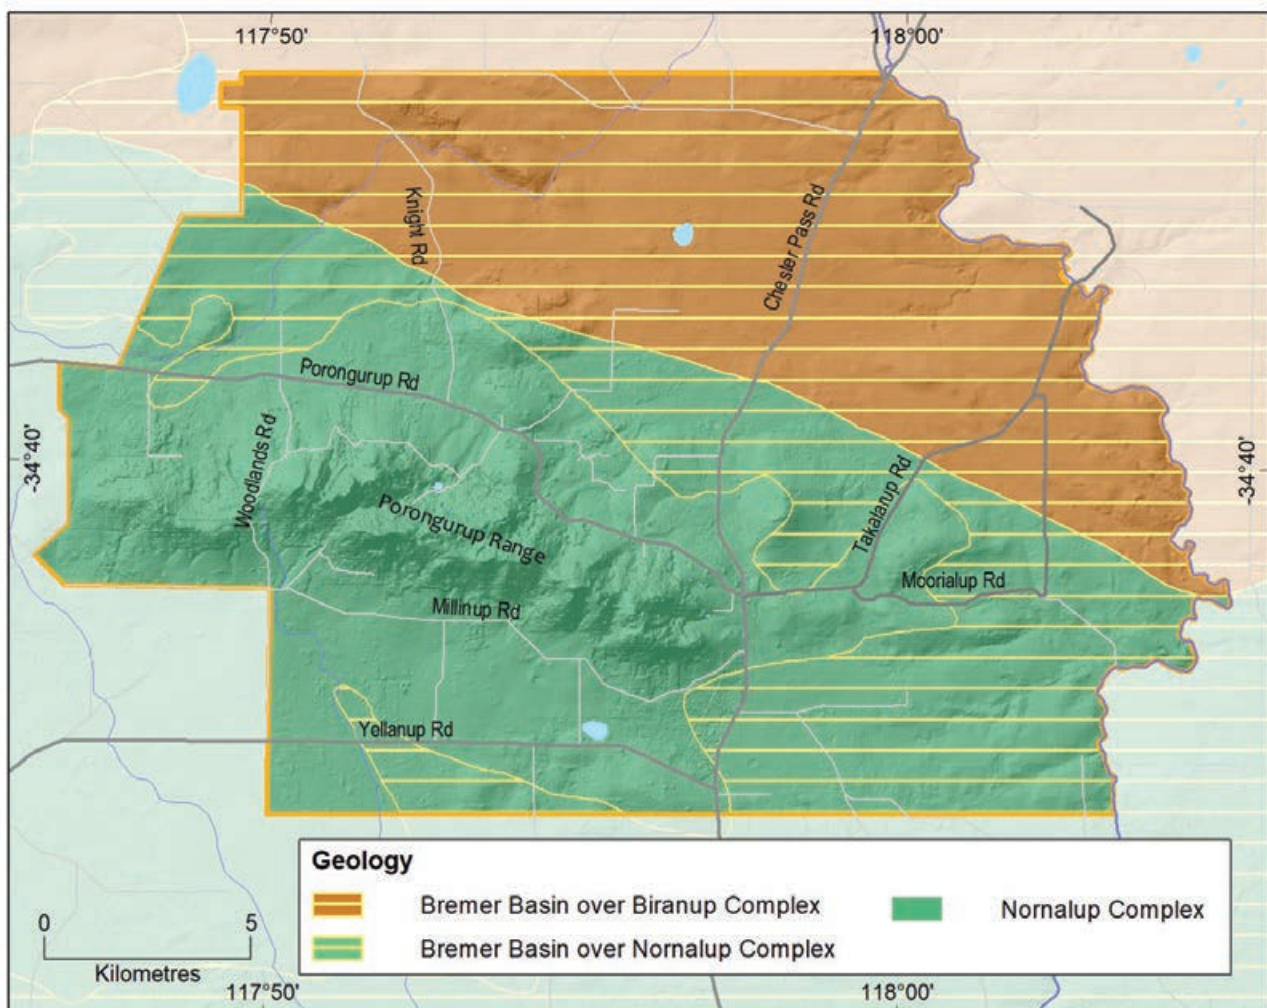 117°50'
118°00'
Knight Rd
Chester Pass Rd
Porongurup Rd
-34°40'
-34°40'
Woodlands Rd
Takalarup Rd
Porongurup Range
Moorialup Rd
Millinup Rd
Yellanup Rd
Geology
Bremer Basin over Biranup Complex
Nornalup Complex
Bremer Basin over Nornalup Complex
0 5
Kilometres
117°50'
118°00'